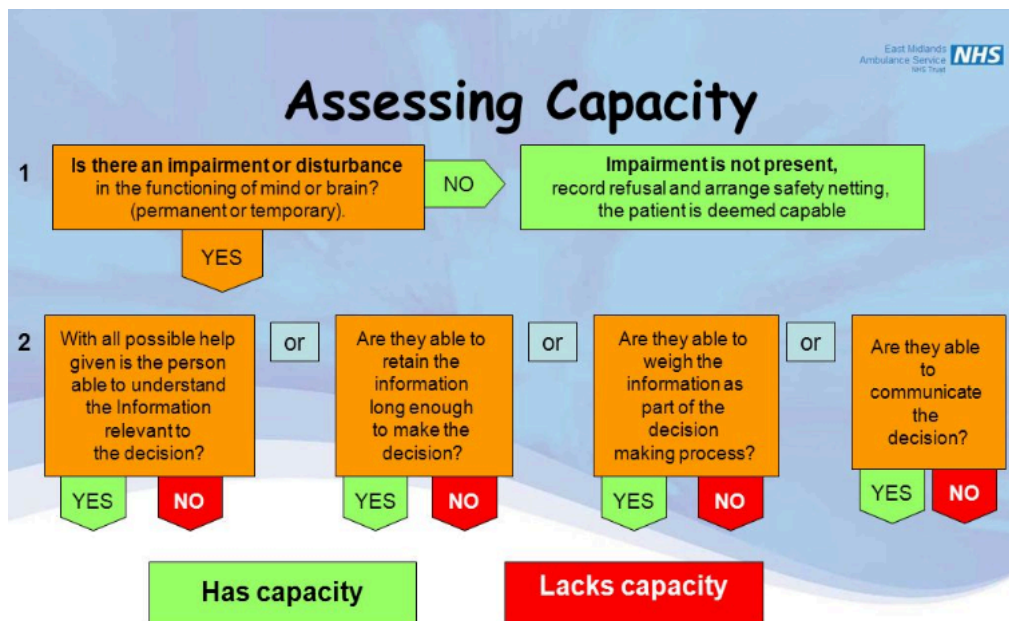 East Midlands
Ambulance Service
NHS Trust
NHS
Assessing Capacity
1
Is there an impairment or disturbance
in the functioning of mind or brain?
(permanent or temporary).
NO
Impairment is not present,
record refusal and arrange safety netting,
the patient is deemed capable
YES
2
With all possible help
given is the person
able to understand
the Information
relevant to
the decision?
or
Are they able to
retain the
information
long enough
to make the
decision?
or
Are they able to
weigh the
information as
part of the
decision
making process?
or
Are they able
to
communicate
the
decision?
YES
NO
YES
NO
YES
NO
YES
NO
Has capacity
Lacks capacity